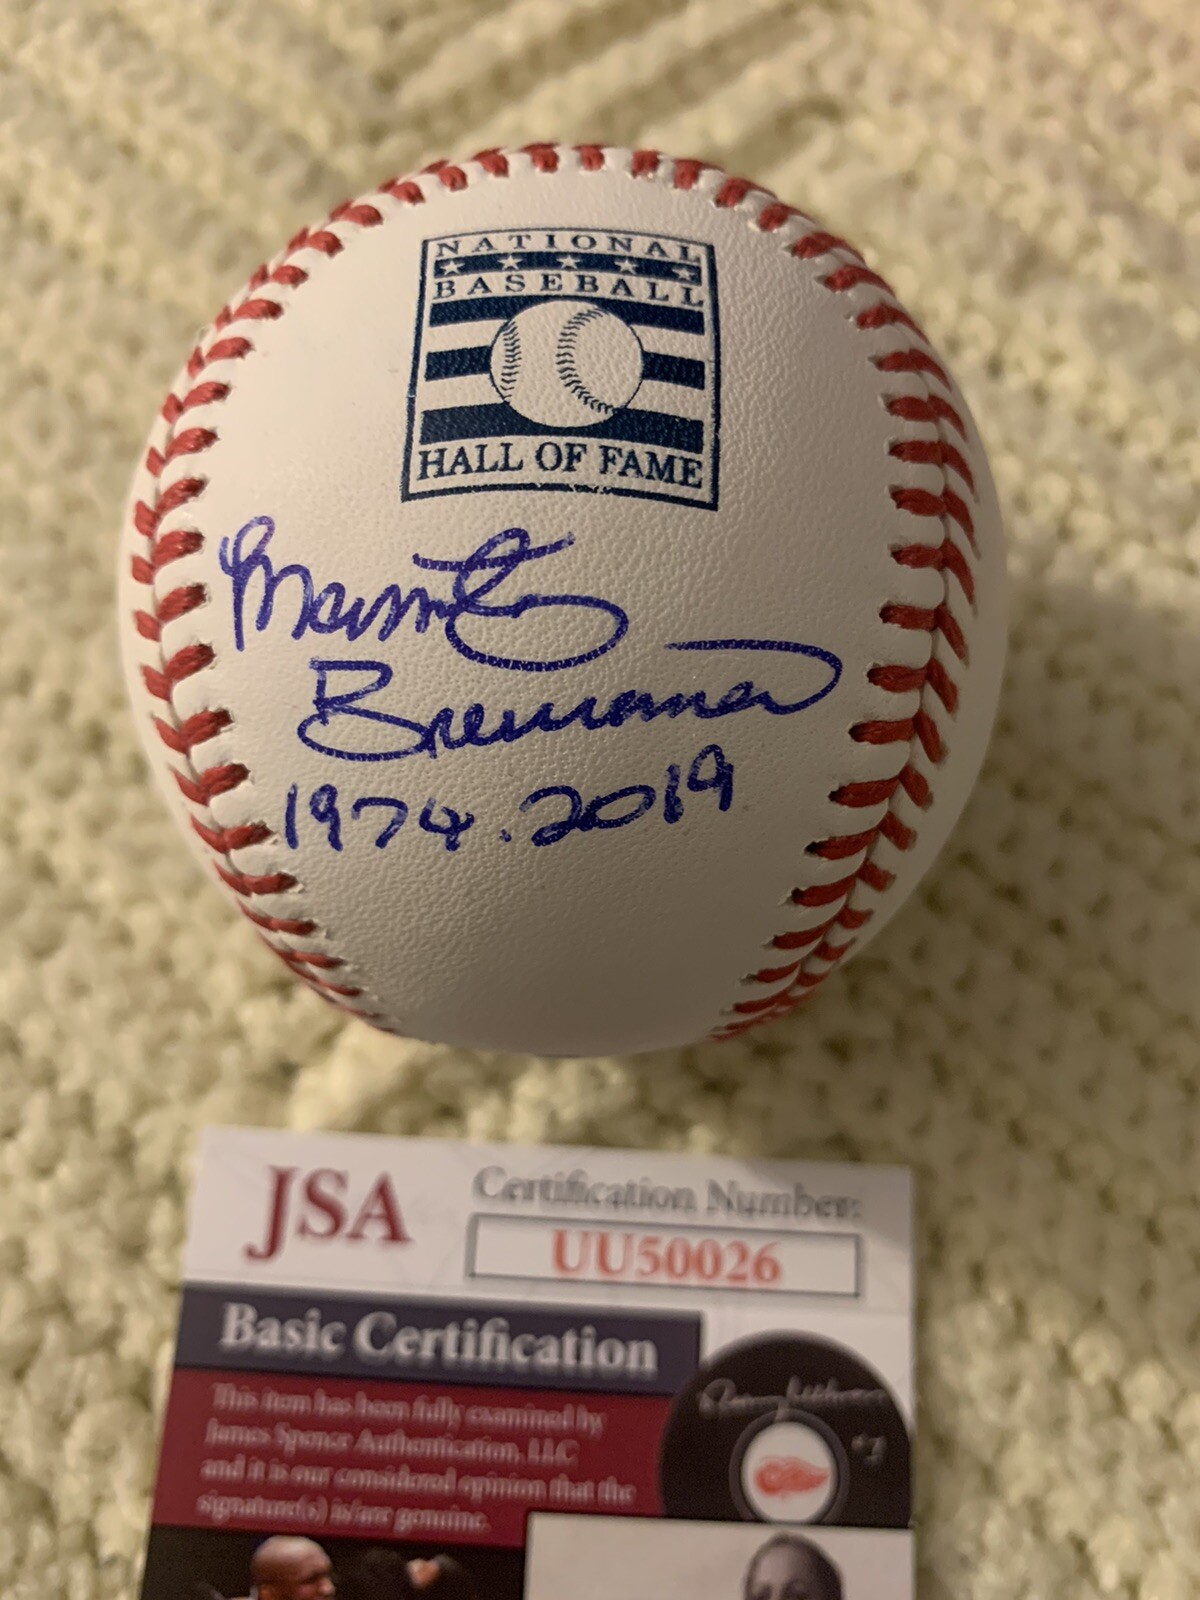 NATIONAL
BASEBALL
HALL OF FAME
Marty
Brennaman
1974.2019
JSA
Certification Number:
UU50026
Basic Certification
This item has been fully examined by
James Spence Authentication, LLC
and it is our considered opinion that the
signature(s) is/are genuine.